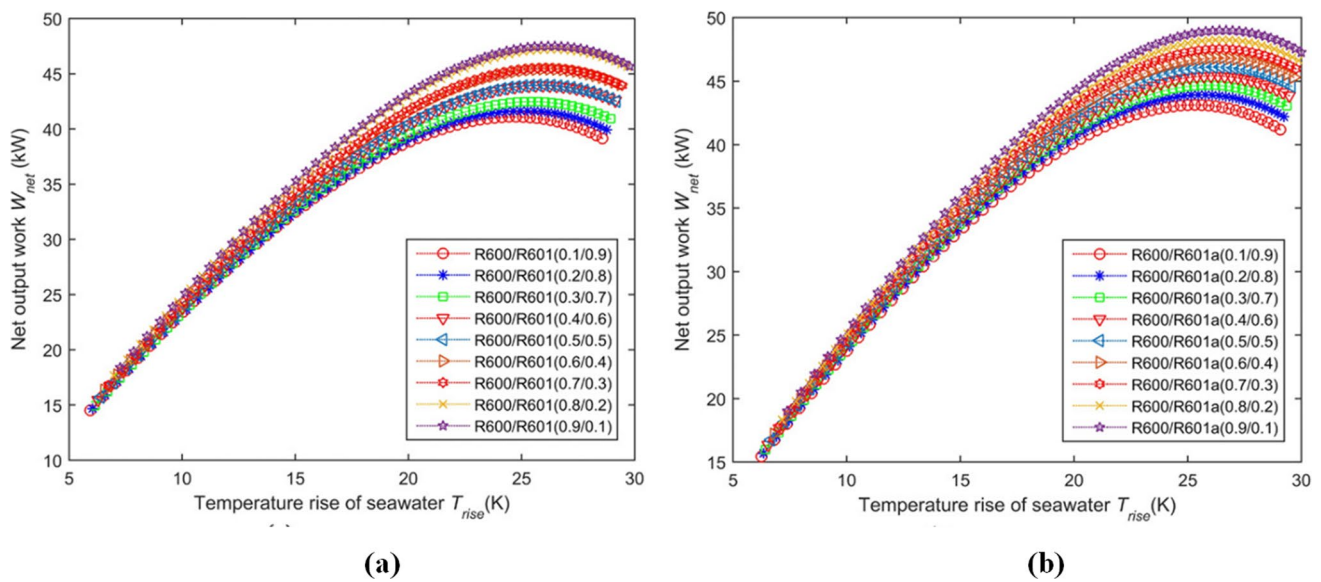 50
45
40
35
30
25
20
15
10
Net output work W_net (kW)
R600/R601(0.1/0.9)
R600/R601(0.2/0.8)
R600/R601(0.3/0.7)
R600/R601(0.4/0.6)
R600/R601(0.5/0.5)
R600/R601(0.6/0.4)
R600/R601(0.7/0.3)
R600/R601(0.8/0.2)
R600/R601(0.9/0.1)
5 10 15 20 25 30
Temperature rise of seawater T_rise(K)
(a)
50
45
40
35
30
25
20
15
Net output work W_net (kW)
R600/R601a(0.1/0.9)
R600/R601a(0.2/0.8)
R600/R601a(0.3/0.7)
R600/R601a(0.4/0.6)
R600/R601a(0.5/0.5)
R600/R601a(0.6/0.4)
R600/R601a(0.7/0.3)
R600/R601a(0.8/0.2)
R600/R601a(0.9/0.1)
5 10 15 20 25 30
Temperature rise of seawater T_rise(K)
(b)